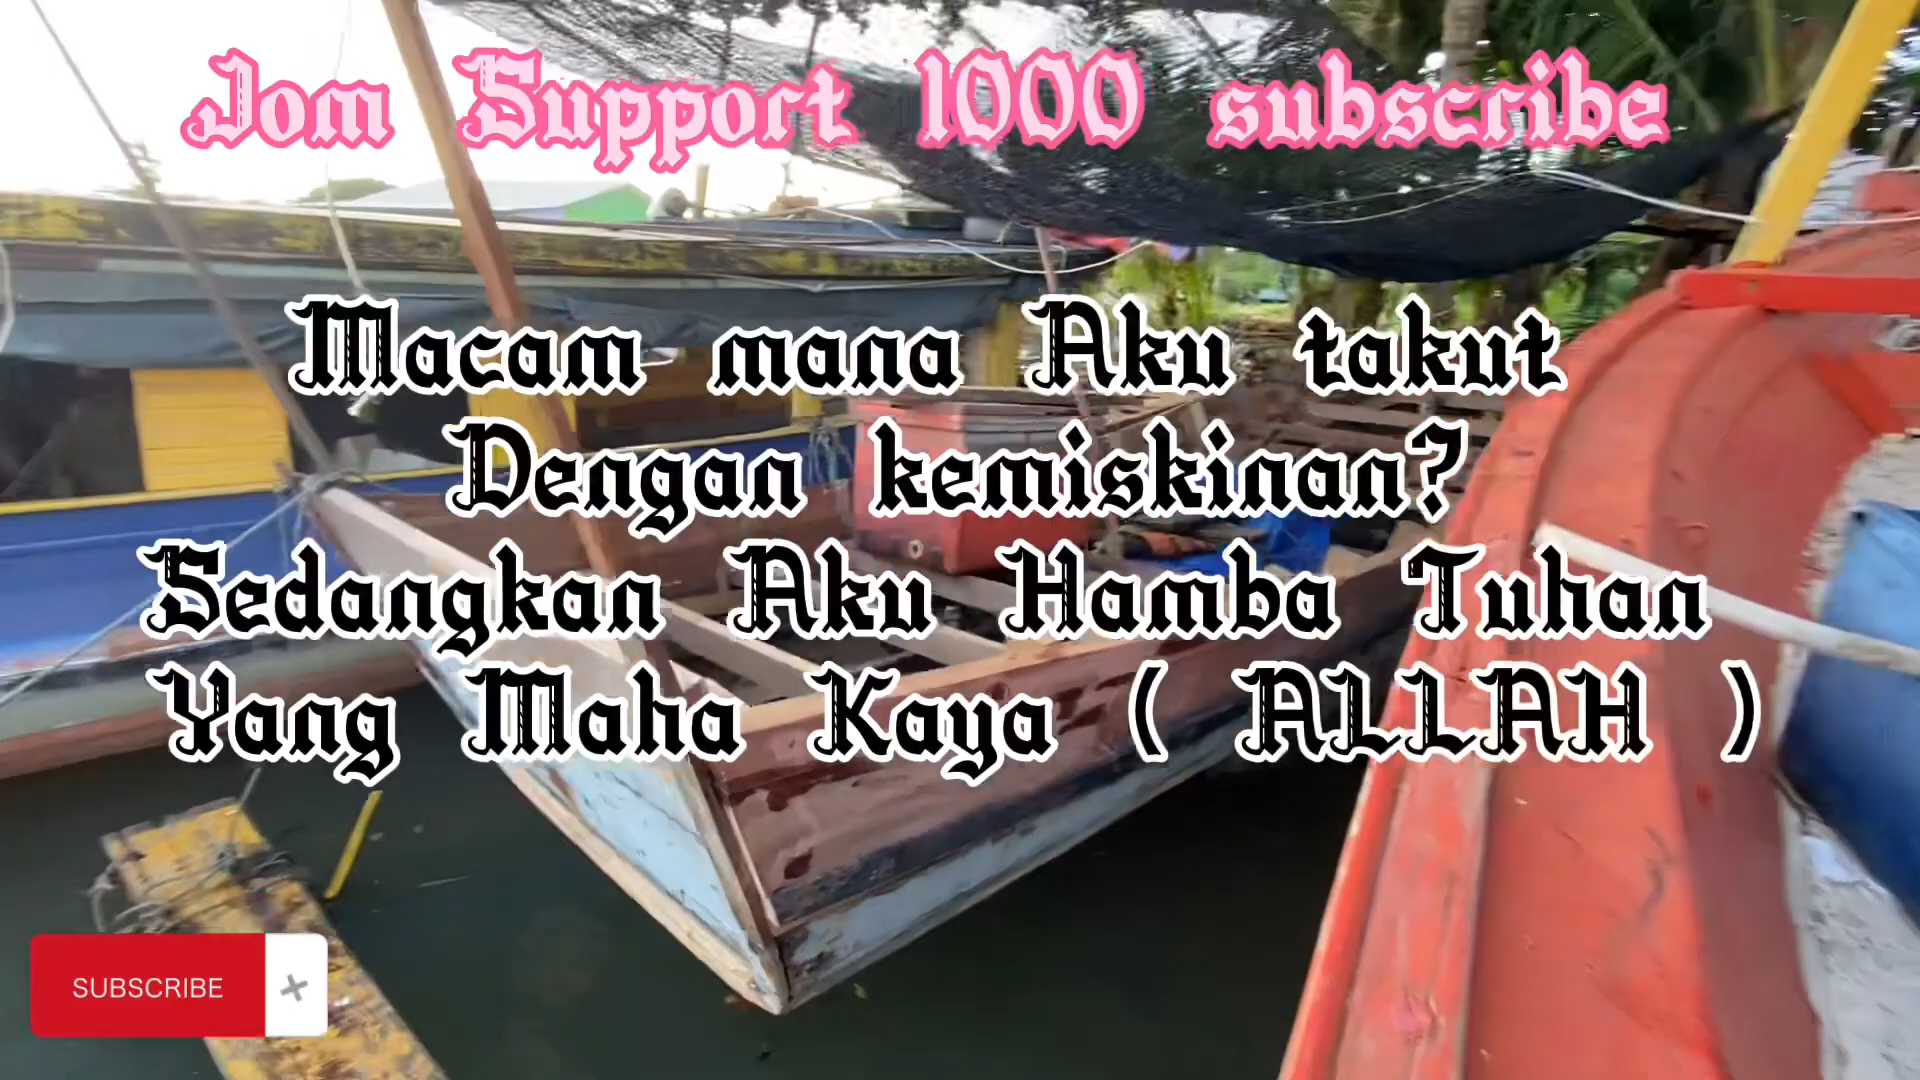 Jom Support 1000 subscribe
Macam mana Aku takut
Dengan kemiskinan?
Sedangkan Aku Hamba Tuhan
Yang Maha Kaya ( ALLAH )
SUBSCRIBE +